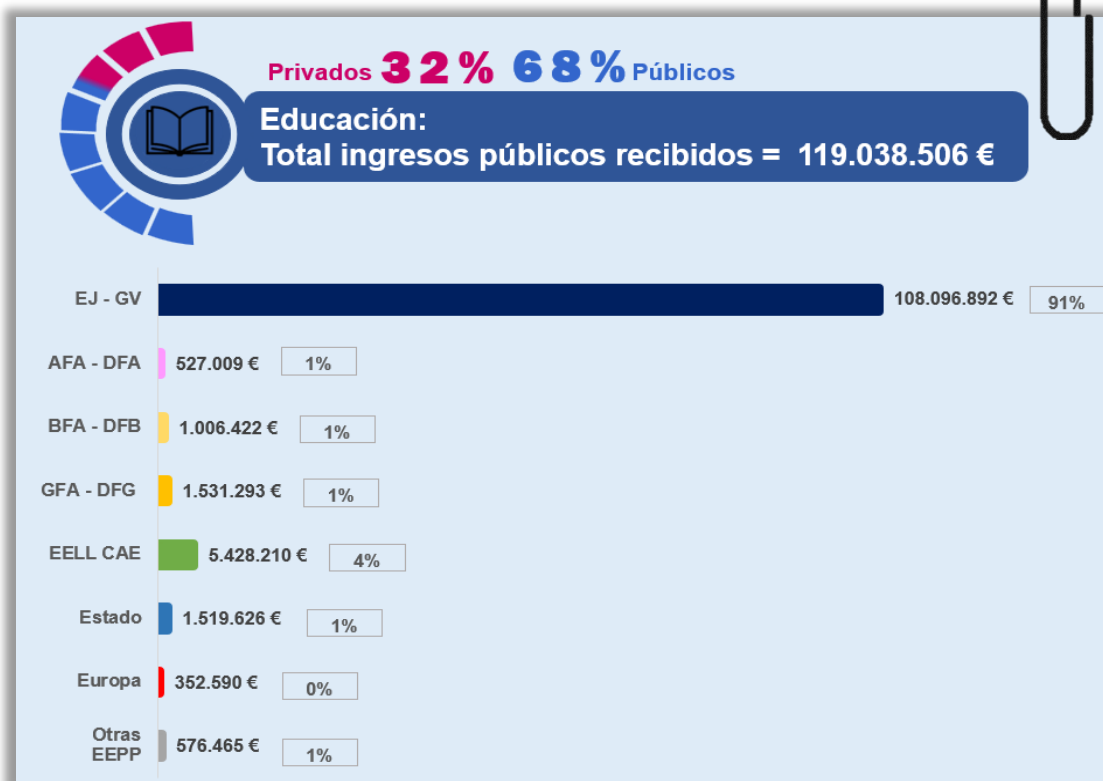 Privados 32% 68% Públicos
Educación:
Total ingresos públicos recibidos = 119.038.506 €
EJ - GV 108.096.892 € 91%
AFA - DFA 527.009 € 1%
BFA - DFB 1.006.422 € 1%
GFA - DFG 1.531.293 € 1%
EELL CAE 5.428.210 € 4%
Estado 1.519.626 € 1%
Europa 352.590 € 0%
Otras
EEPP 576.465 € 1%